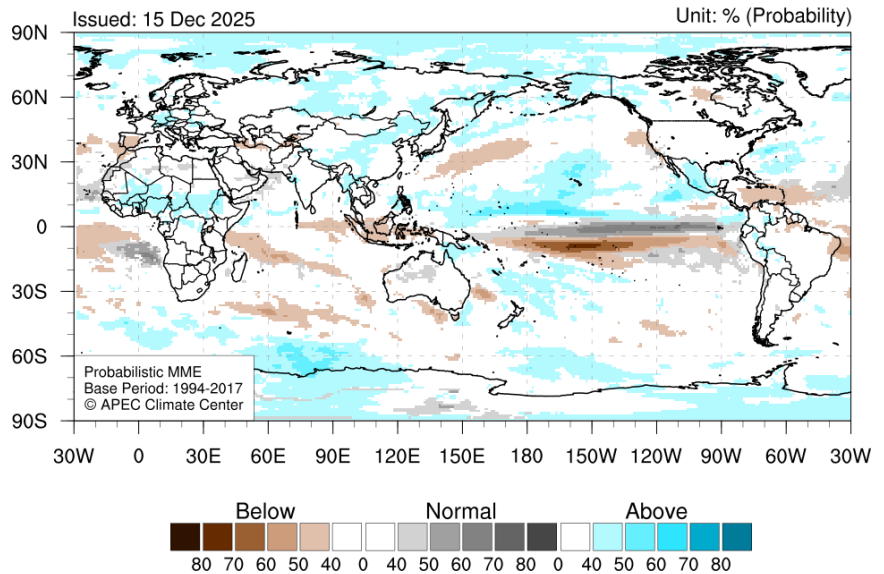 Issued: 15 Dec 2025
Unit: % (Probability)
90N
60N
30N
0
30S
60S
90S
Probabilistic MME
Base Period: 1994-2017
© APEC Climate Center
30W 0 30E 60E 90E 120E 150E 180 150W 120W 90W 60W 30W
Below Normal Above
80 70 60 50 40 0 40 50 60 70 80 0 40 50 60 70 80